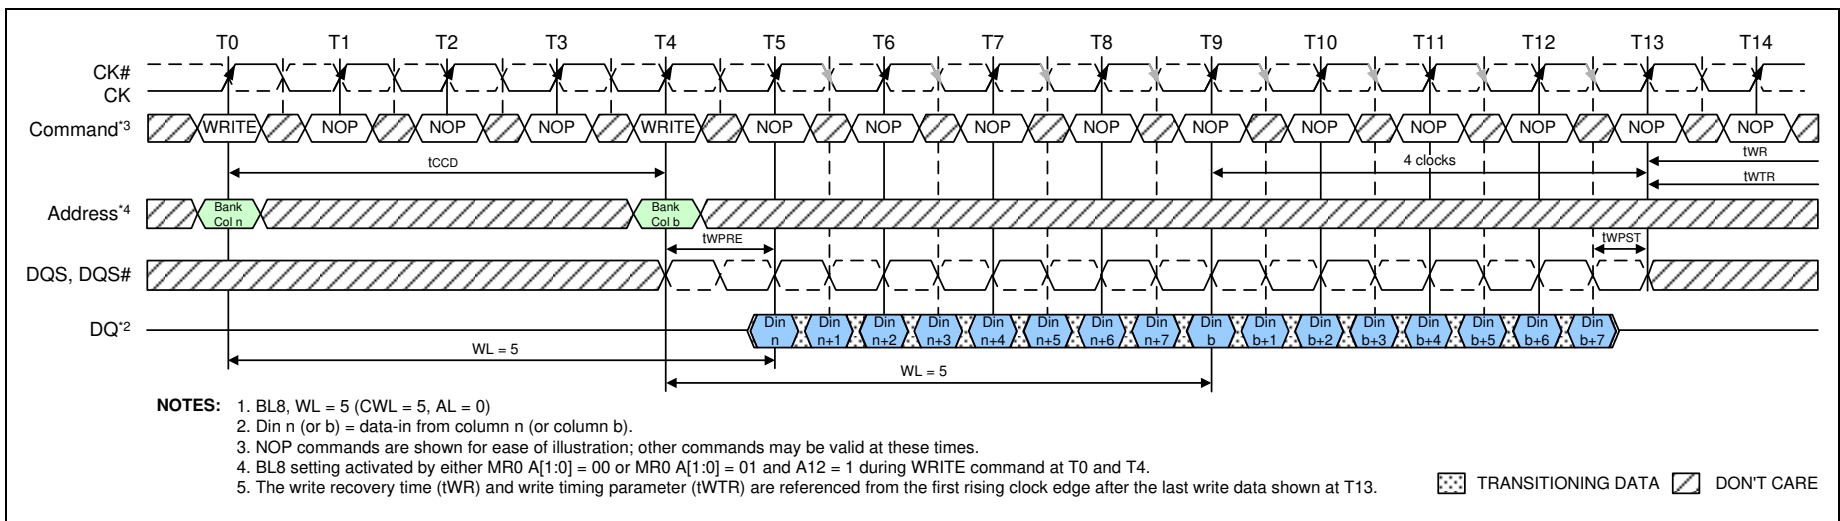 T0 T1 T2 T3 T4 T5 T6 T7 T8 T9 T10 T11 T12 T13 T14
CK#
CK
Command*3 WRITE NOP NOP NOP WRITE NOP NOP NOP NOP NOP NOP NOP NOP NOP NOP
tCCD 4 clocks tWR
tWTR
Address*4 Bank Col n Bank Col b
tWPRE tWPST
DQS, DQS#
DQ*2 Din n Din n+1 Din n+2 Din n+3 Din n+4 Din n+5 Din n+6 Din n+7 Din b Din b+1 Din b+2 Din b+3 Din b+4 Din b+5 Din b+6 Din b+7
WL = 5
WL = 5
NOTES: 1. BL8, WL = 5 (CWL = 5, AL = 0)
2. Din n (or b) = data-in from column n (or column b).
3. NOP commands are shown for ease of illustration; other commands may be valid at these times.
4. BL8 setting activated by either MR0 A[1:0] = 00 or MR0 A[1:0] = 01 and A12 = 1 during WRITE command at T0 and T4.
5. The write recovery time (tWR) and write timing parameter (tWTR) are referenced from the first rising clock edge after the last write data shown at T13.
TRANSITIONING DATA DON'T CARE